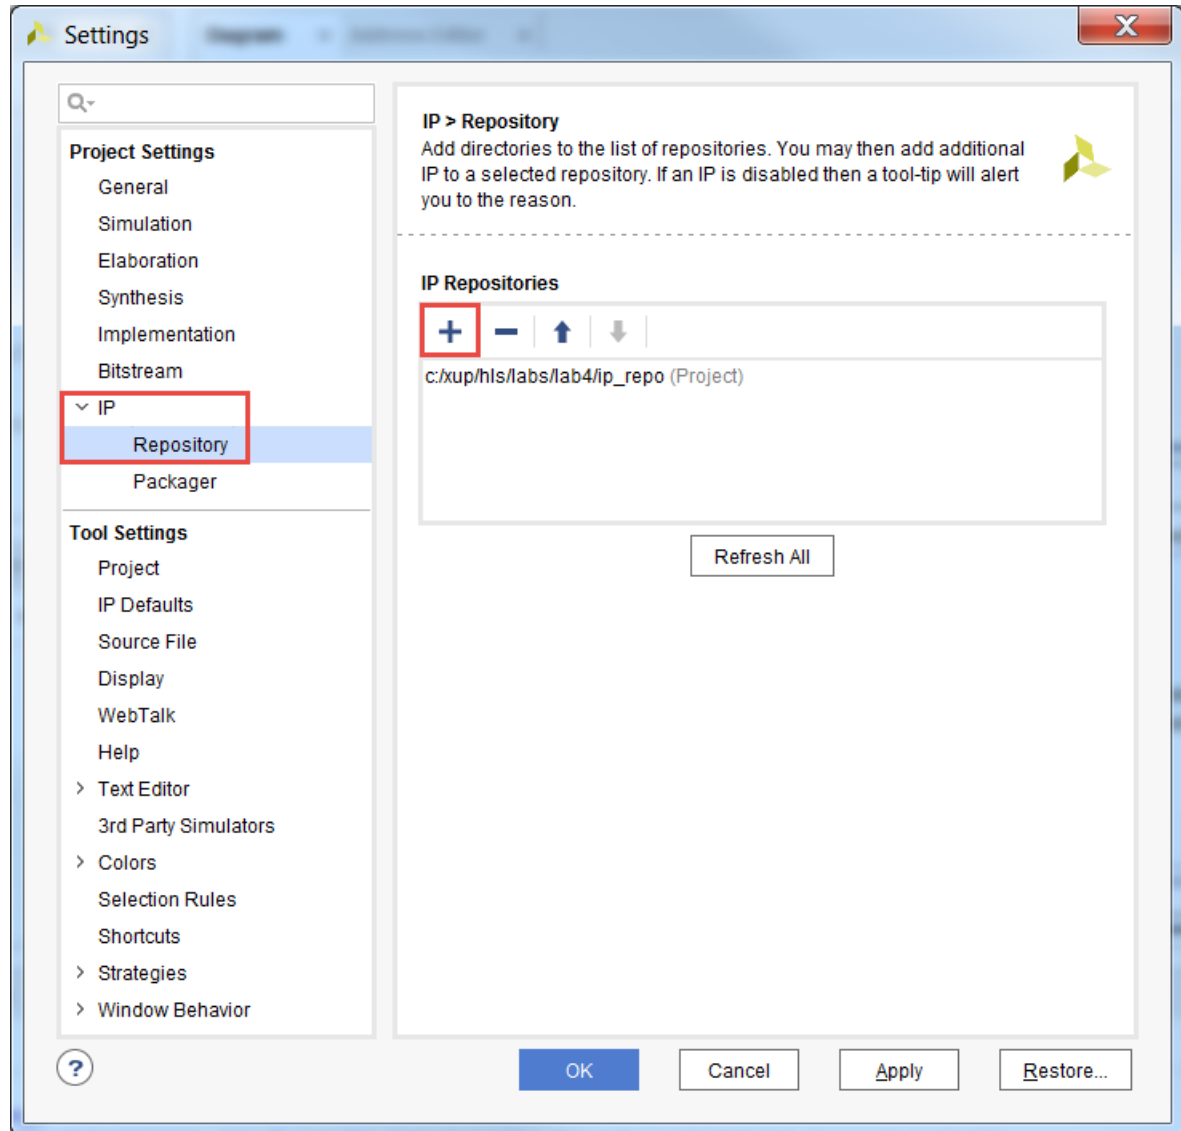 Settings
Diagram
IP > Repository
Add directories to the list of repositories. You may then add additional
IP to a selected repository. If an IP is disabled then a tool-tip will alert
you to the reason.
Project Settings
General
Simulation
Elaboration
Synthesis
Implementation
Bitstream
IP
Repository
Packager
Tool Settings
Project
IP Defaults
Source File
Display
WebTalk
Help
Text Editor
3rd Party Simulators
Colors
Selection Rules
Shortcuts
Strategies
Window Behavior
IP Repositories
c:/xup/hls/labs/lab4/ip_repo (Project)
Refresh All
?
OK
Cancel
Apply
Restore...